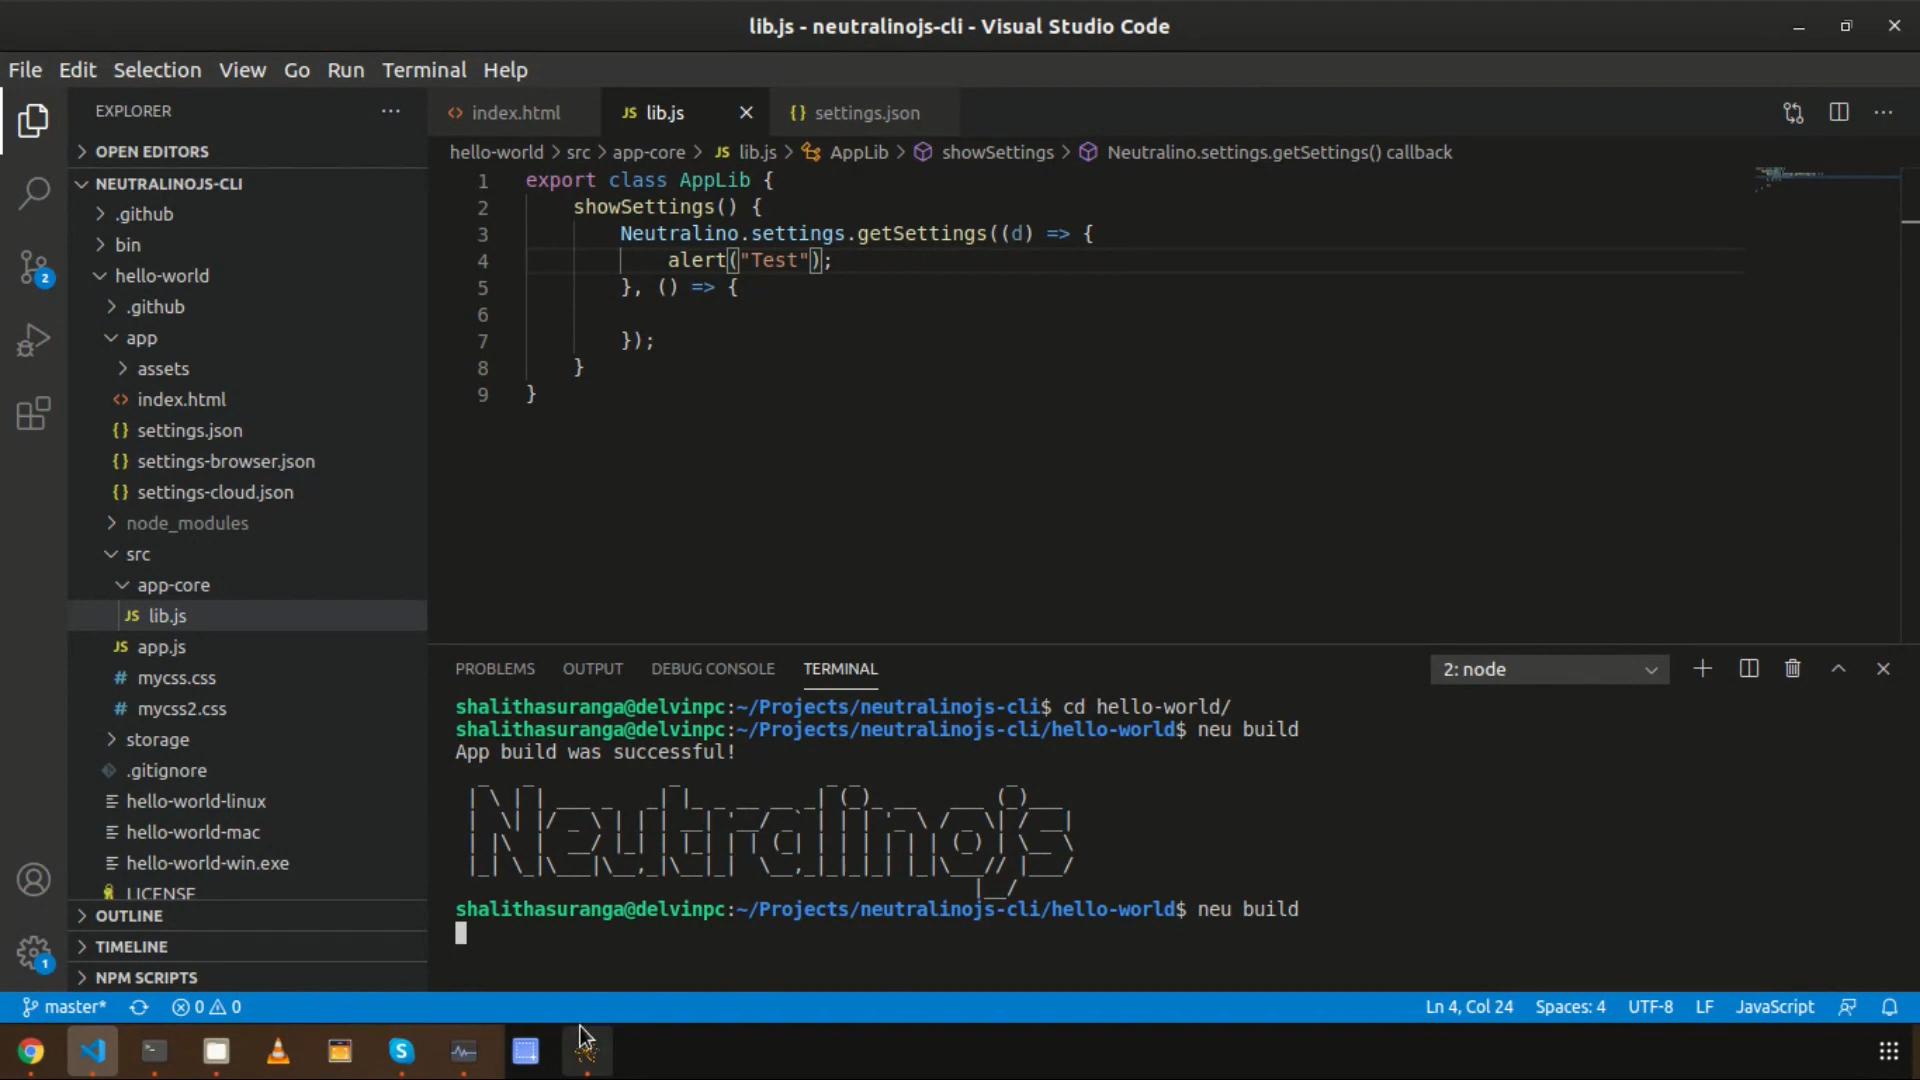 lib.js - neutralinojs-cli - Visual Studio Code
File Edit Selection View Go Run Terminal Help
EXPLORER
OPEN EDITORS
NEUTRALINOJS-CLI
.github
bin
hello-world
.github
app
assets
index.html
settings.json
settings-browser.json
settings-cloud.json
node_modules
src
app-core
JS lib.js
JS app.js
# mycss.css
# mycss2.css
storage
.gitignore
hello-world-linux
hello-world-mac
hello-world-win.exe
LICENSE
OUTLINE
TIMELINE
NPM SCRIPTS
2
1
<> index.html JS lib.js {} settings.json
hello-world > src > app-core > JS lib.js > AppLib > showSettings > Neutralino.settings.getSettings() callback
1 export class AppLib {
2 showSettings() {
3 Neutralino.settings.getSettings((d) => {
4 alert("Test");
5 }, () => {
6
7 });
8 }
9 }
PROBLEMS OUTPUT DEBUG CONSOLE TERMINAL 2: node
shalithasuranga@delvinpc:~/Projects/neutralinojs-cli$ cd hello-world/
shalithasuranga@delvinpc:~/Projects/neutralinojs-cli/hello-world$ neu build
App build was successful!
Neutralinojs
shalithasuranga@delvinpc:~/Projects/neutralinojs-cli/hello-world$ neu build
master* 0 0 Ln 4, Col 24 Spaces: 4 UTF-8 LF JavaScript